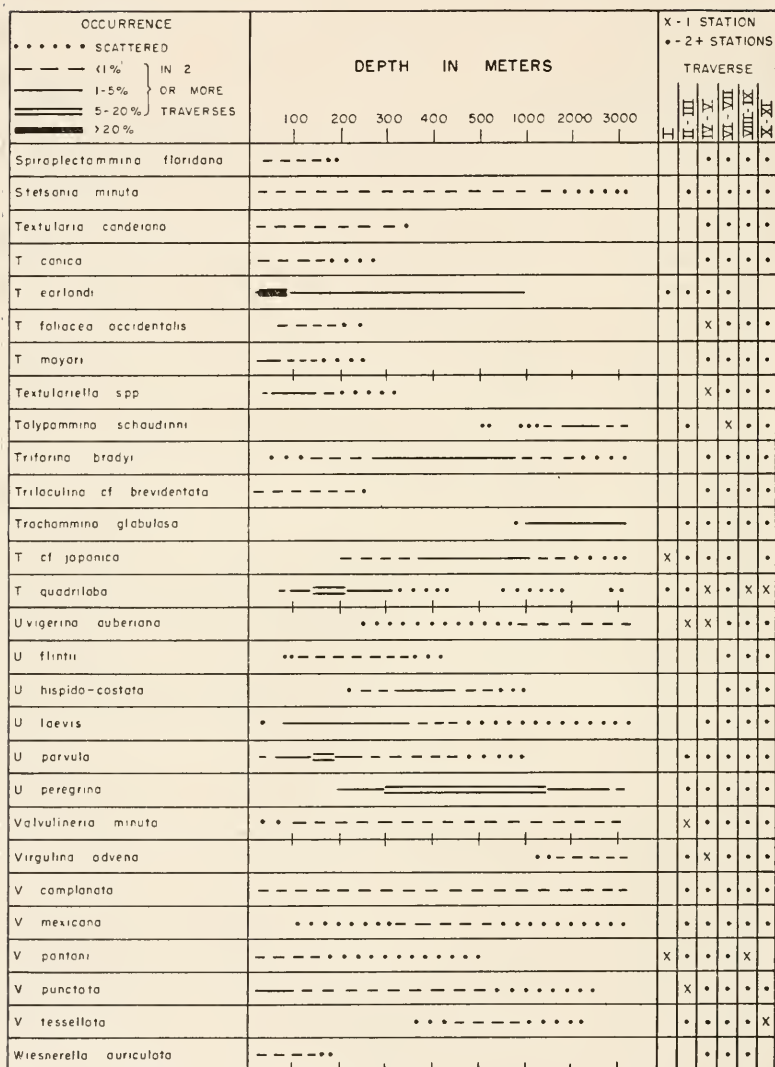 OCCURRENCE
SCATTERED
<1% IN 2
1-5% OR MORE
5-20% TRAVERSES
>20%
DEPTH IN METERS
100 200 300 400 500 1000 2000 3000
X - 1 STATION
• - 2+ STATIONS
TRAVERSE
I II-III IV-V VI-VII VIII-IX X-XI
Spiroplectammina floridana
Stetsonia minuta
Textularia candeiana
T conica
T earlandi
T foliacea occidentalis X
T mayori
Textulariella spp X
Tolypammina schaudinni X
Trifarina bradyi
Triloculina cf brevidentata
Trochammina globulosa
T cf japonica X
T quadriloba X X X
Uvigerina auberiana X X
U flintii
U hispido-costata
U laevis
U parvula
U peregrina
Valvulineria minuta X
Virgulina advena X
V complanata
V mexicana
V pontoni X X
V punctata X
V tessellata X
Wiesnerella auriculata